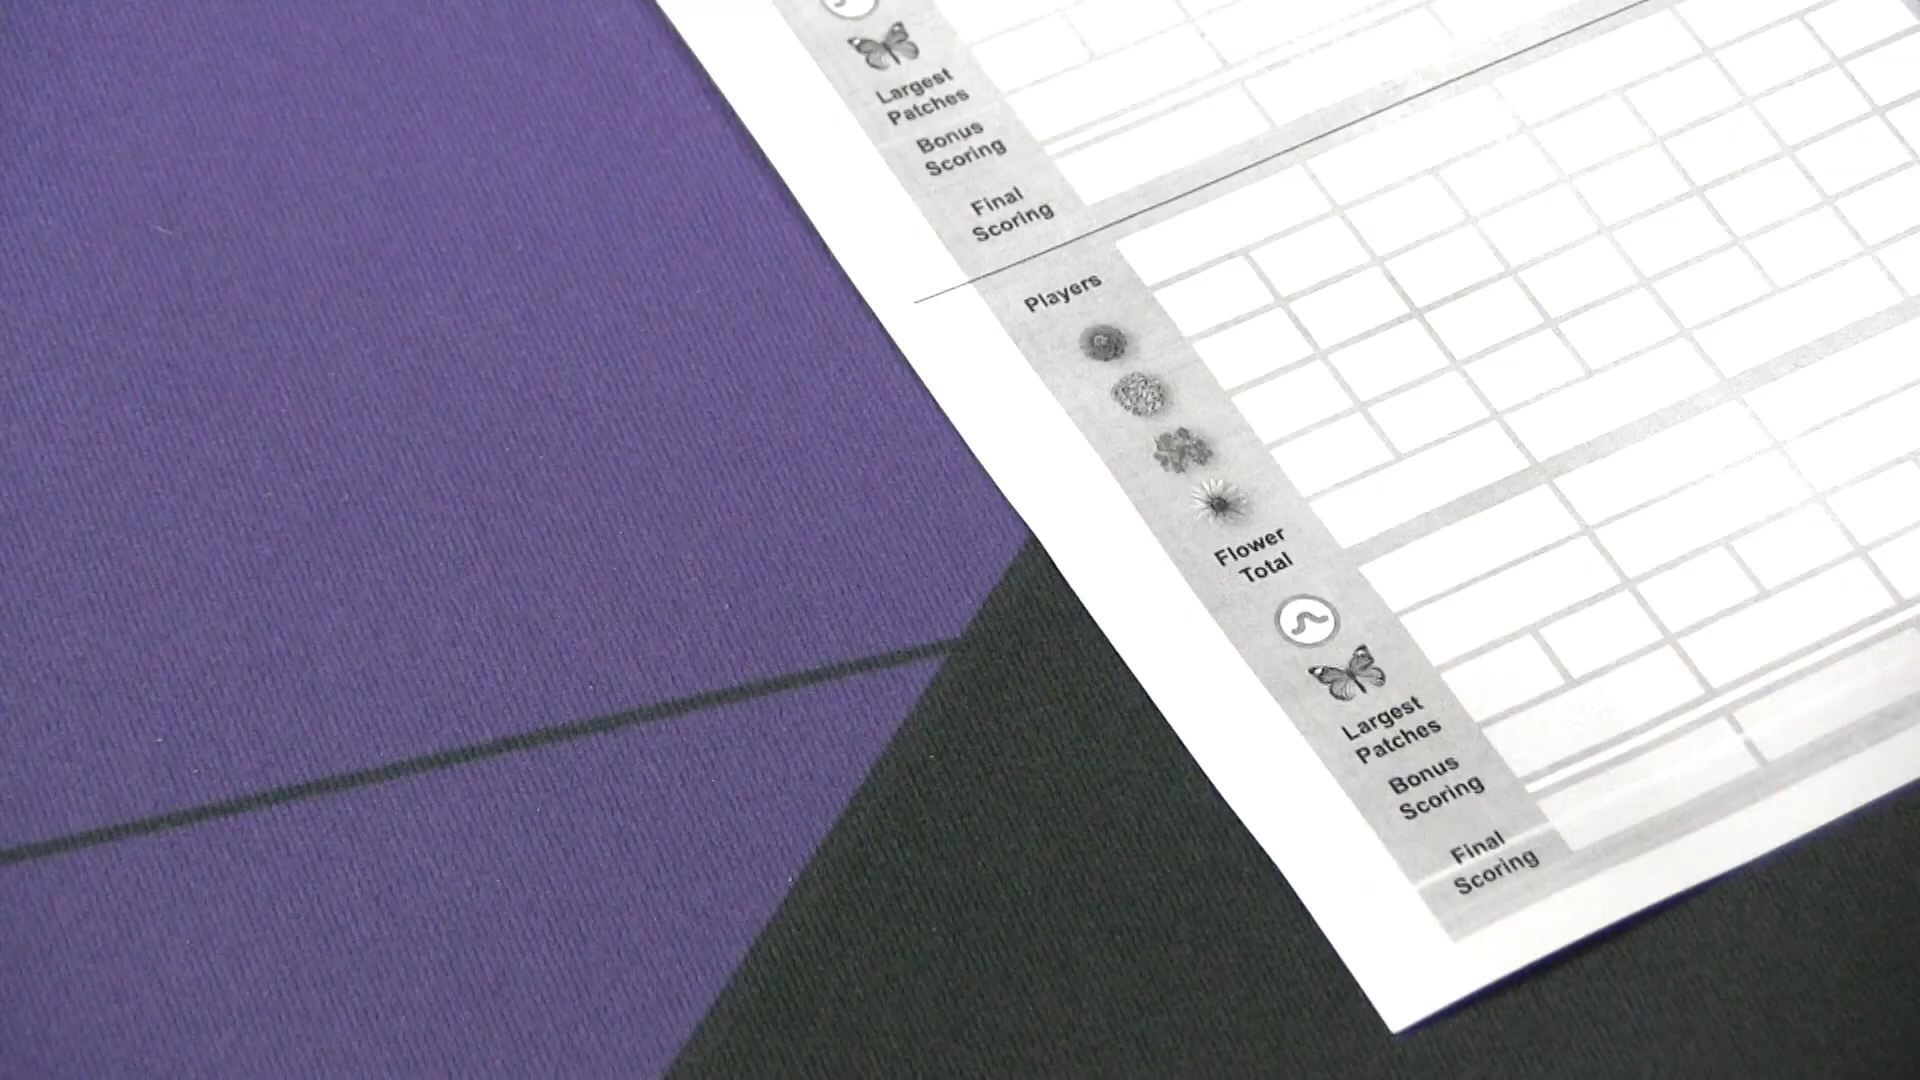 Largest
Patches
Bonus
Scoring
Final
Scoring
Players
Flower
Total
Largest
Patches
Bonus
Scoring
Final
Scoring